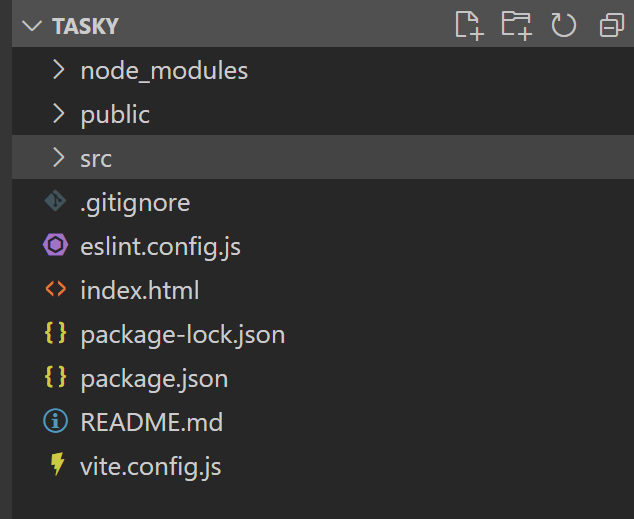 TASKY
node_modules
public
src
.gitignore
eslint.config.js
index.html
package-lock.json
package.json
README.md
vite.config.js